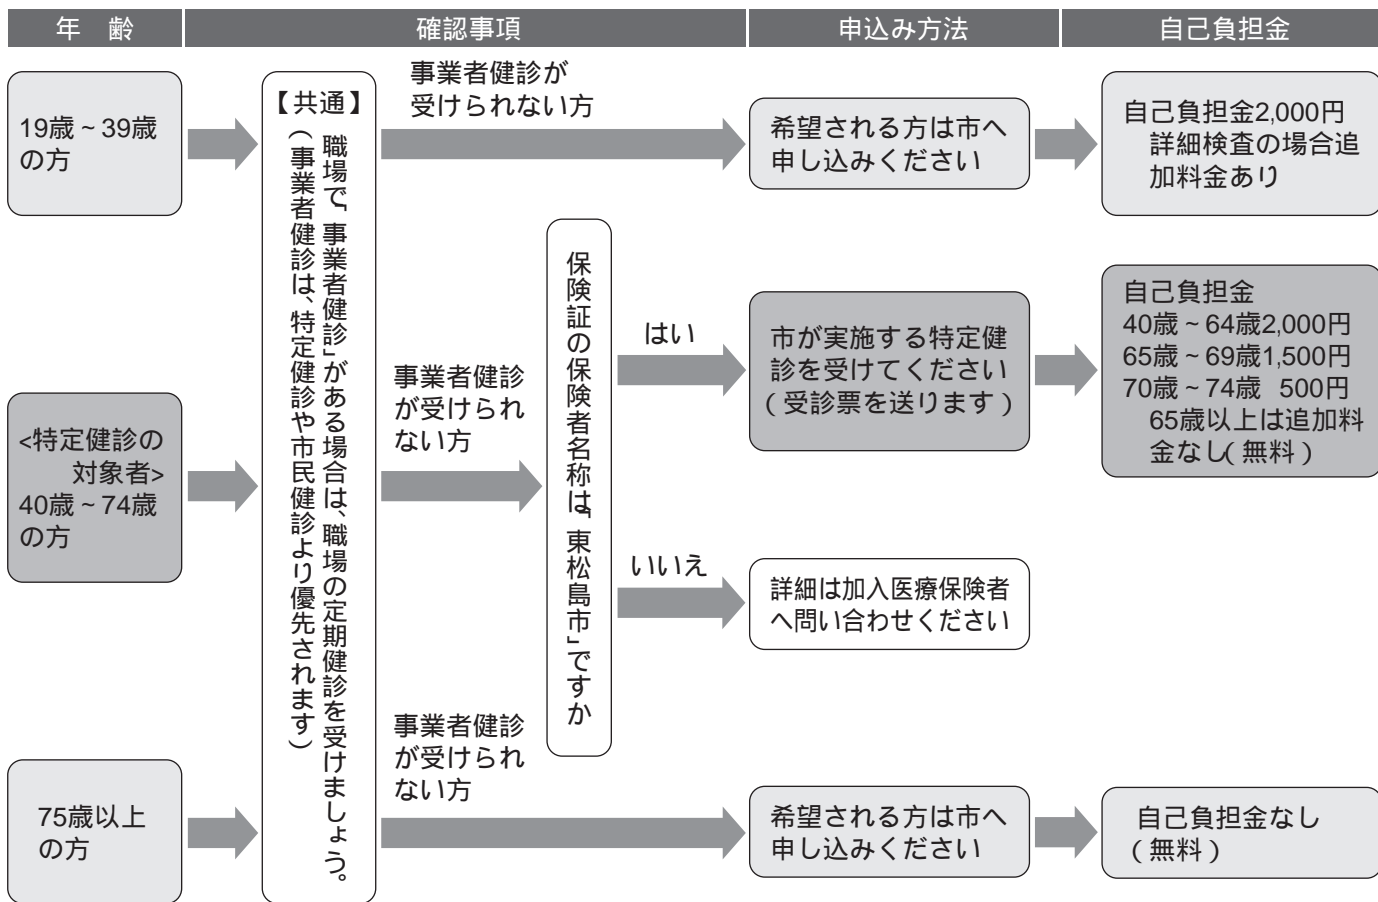 年　齢
確認事項
申込み方法
自己負担金
19歳～39歳
の方
【共通】
職場で、「事業者健診」がある場合は、職場の定期健診を受けましょう。
（事業者健診は、特定健診や市民健診より優先されます）
事業者健診が
受けられない方
希望される方は市へ
申し込みください
自己負担金2,000円
詳細検査の場合追
加料金あり
<特定健診の
対象者>
40歳～74歳
の方
事業者健診
が受けられ
ない方
保険証の保険者名称は、「東松島市」ですか
はい
市が実施する特定健
診を受けてください
（受診票を送ります）
自己負担金
40歳～64歳2,000円
65歳～69歳1,500円
70歳～74歳　500円
65歳以上は追加料
金なし（無料）
いいえ
詳細は加入医療保険者
へ問い合わせください
75歳以上
の方
事業者健診
が受けられ
ない方
希望される方は市へ
申し込みください
自己負担金なし
（無料）